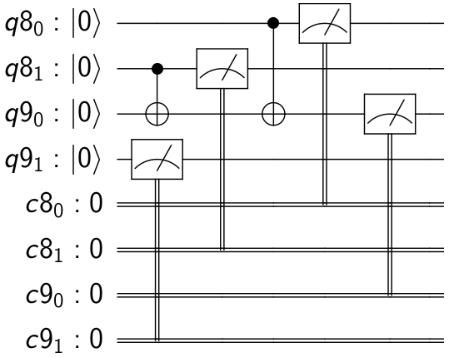 q8₀ : |0⟩
q8₁ : |0⟩
q9₀ : |0⟩
q9₁ : |0⟩
c8₀ : 0
c8₁ : 0
c9₀ : 0
c9₁ : 0